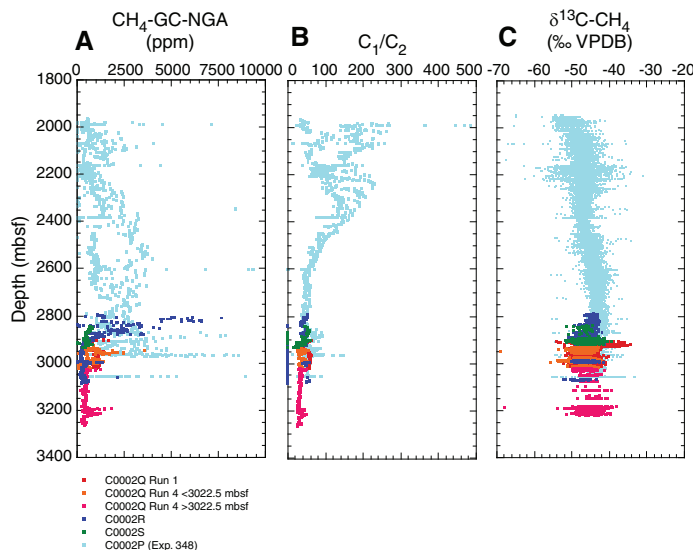 A
CH₄-GC-NGA
(ppm)
0 2500 5000 7500 10000
B
C₁/C₂
0 100 200 300 400 500
C
δ¹³C-CH₄
(‰ VPDB)
-70 -60 -50 -40 -30 -20
Depth (mbsf)
1800
2000
2200
2400
2600
2800
3000
3200
3400
C0002Q Run 1
C0002Q Run 4 <3022.5 mbsf
C0002Q Run 4 >3022.5 mbsf
C0002R
C0002S
C0002P (Exp. 348)